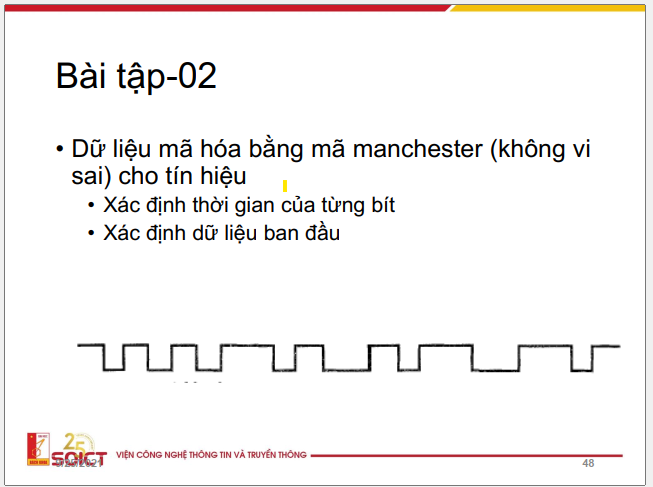 Bài tập-02
• Dữ liệu mã hóa bằng mã manchester (không vi
sai) cho tín hiệu
• Xác định thời gian của từng bít
• Xác định dữ liệu ban đầu
25
SOICT
VIỆN CÔNG NGHỆ THÔNG TIN VÀ TRUYỀN THÔNG
48